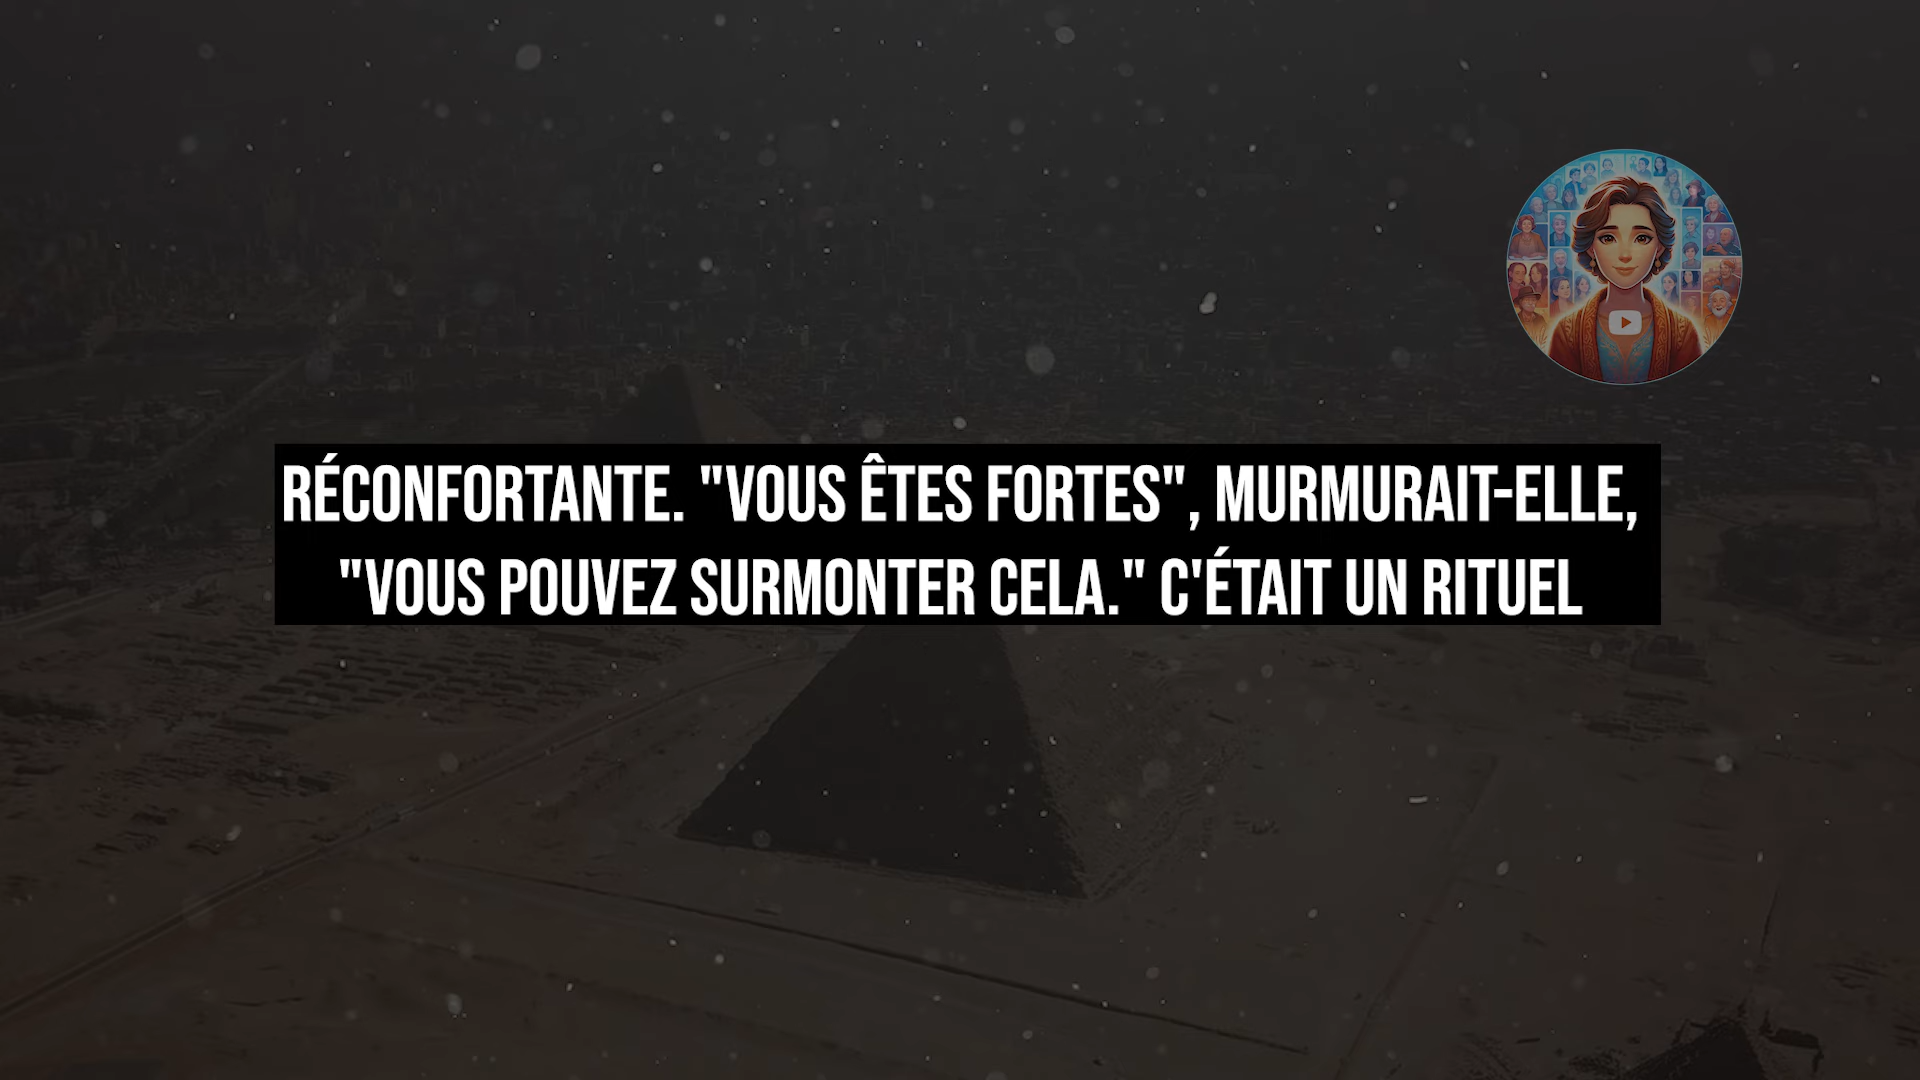 RÉCONFORTANTE. "VOUS ÊTES FORTES", MURMURAIT-ELLE,
"VOUS POUVEZ SURMONTER CELA." C'ÉTAIT UN RITUEL